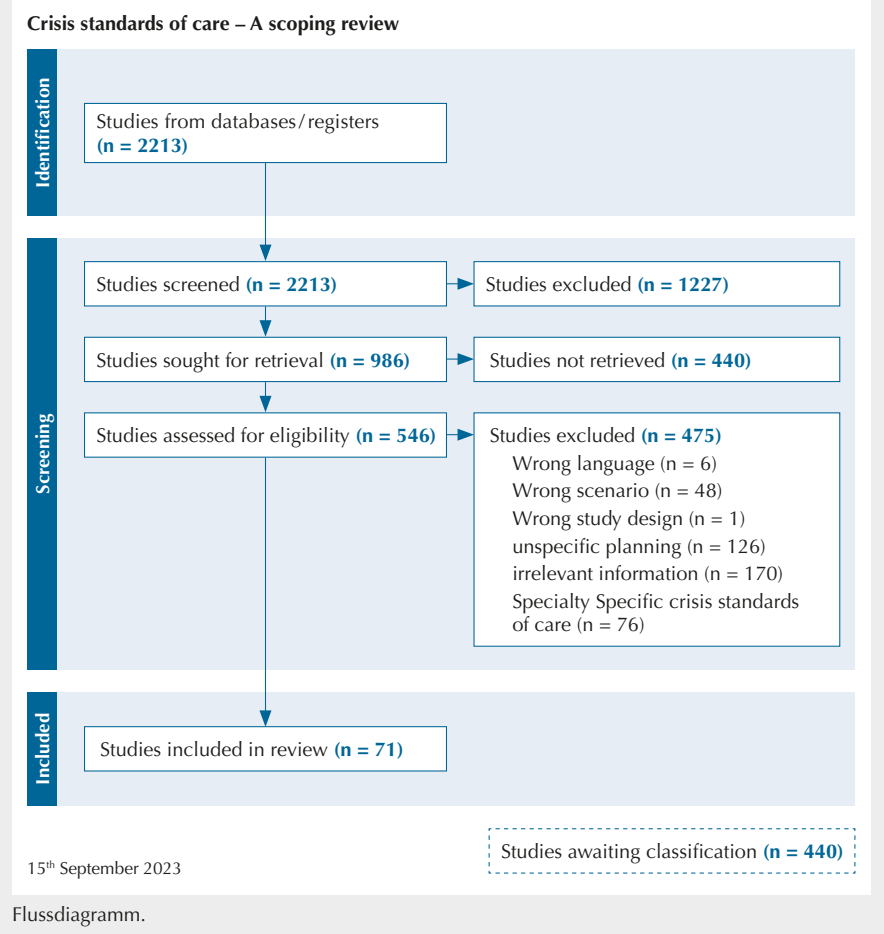 Crisis standards of care – A scoping review
Identification
Studies from databases/registers
(n = 2213)
Screening
Studies screened (n = 2213)
Studies excluded (n = 1227)
Studies sought for retrieval (n = 986)
Studies not retrieved (n = 440)
Studies assessed for eligibility (n = 546)
Studies excluded (n = 475)
Wrong language (n = 6)
Wrong scenario (n = 48)
Wrong study design (n = 1)
unspecific planning (n = 126)
irrelevant information (n = 170)
Specialty Specific crisis standards
of care (n = 76)
Included
Studies included in review (n = 71)
Studies awaiting classification (n = 440)
15th September 2023
Flussdiagramm.